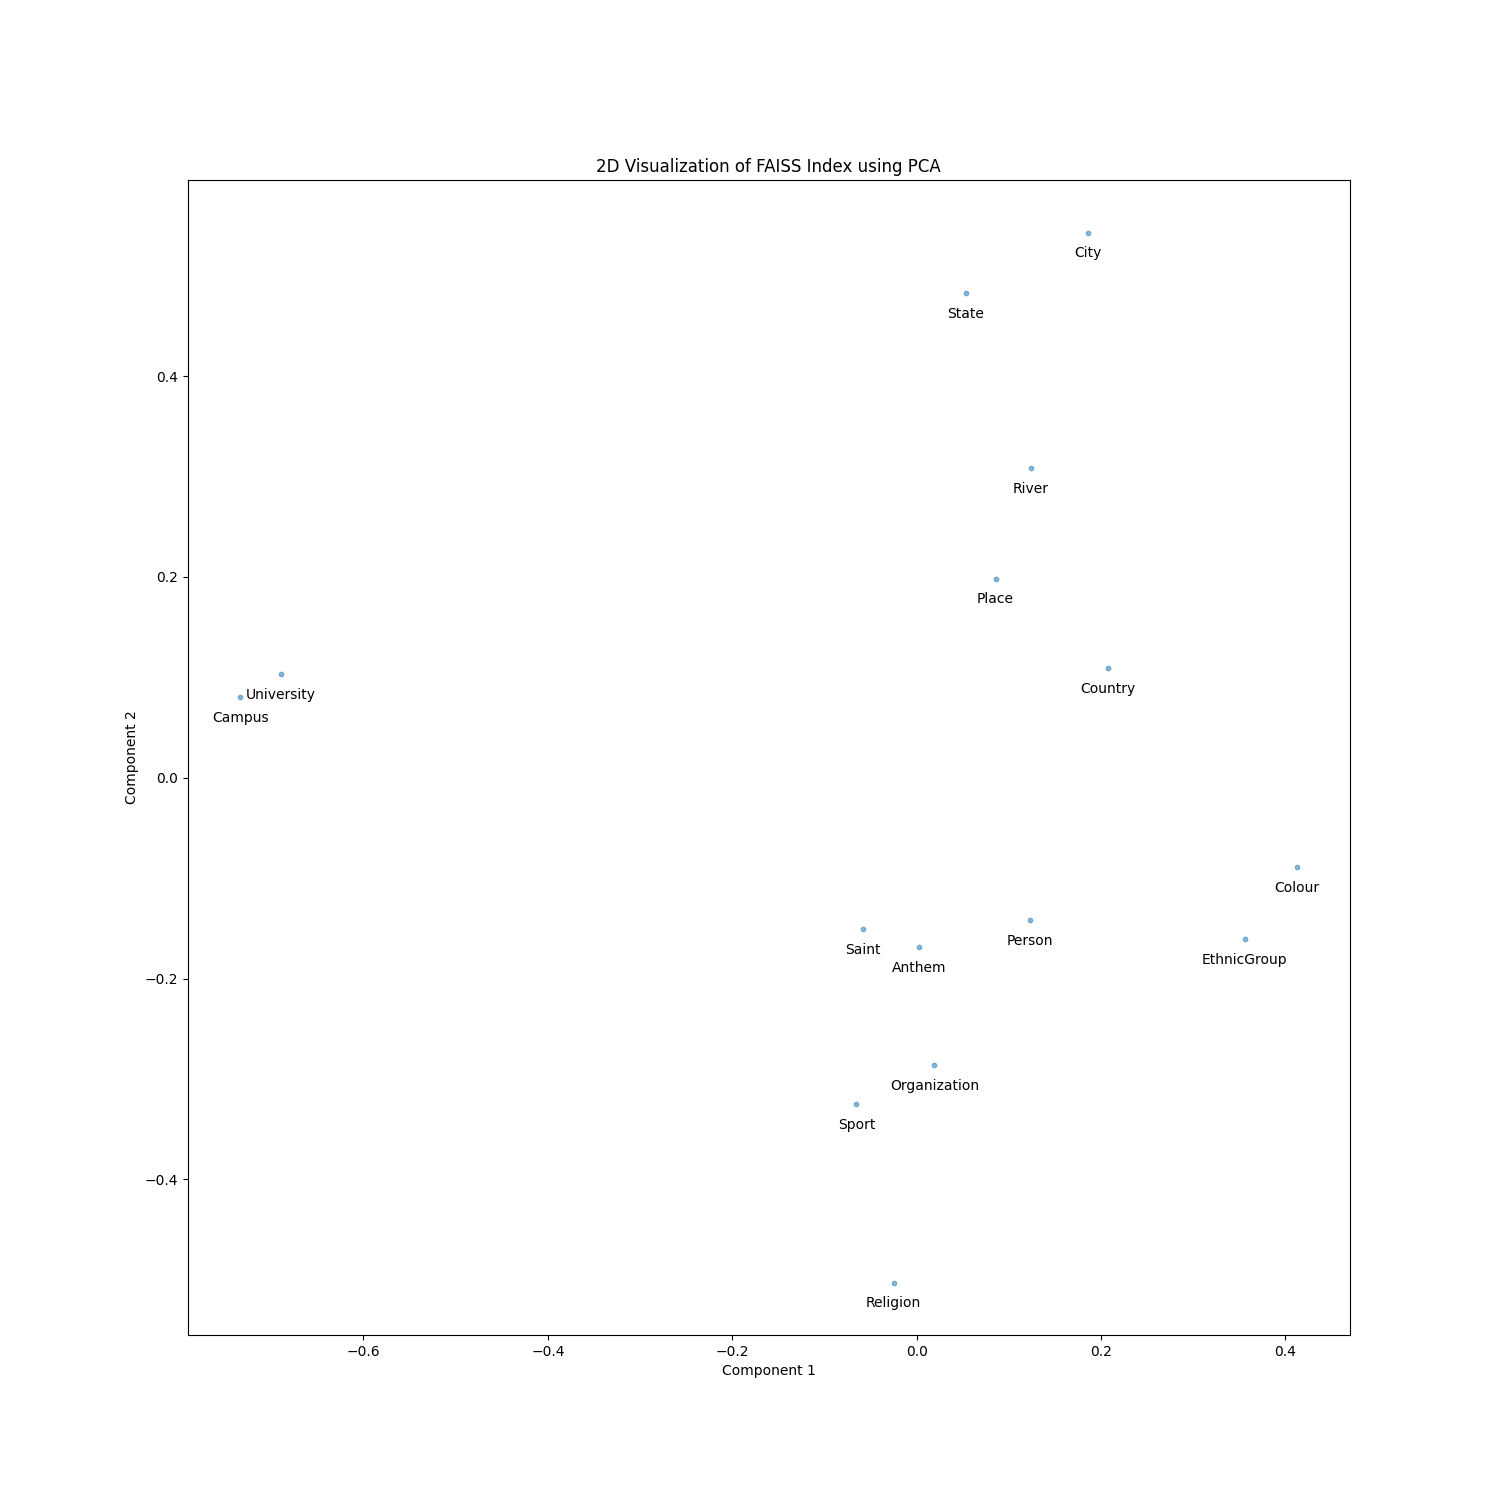 2D Visualization of FAISS Index using PCA
City
State
0.4
River
0.2
Place
Country
University
Campus
Component 2
0.0
Colour
Person
Saint
EthnicGroup
Anthem
−0.2
Organization
Sport
−0.4
Religion
−0.6
−0.4
−0.2
0.0
0.2
0.4
Component 1